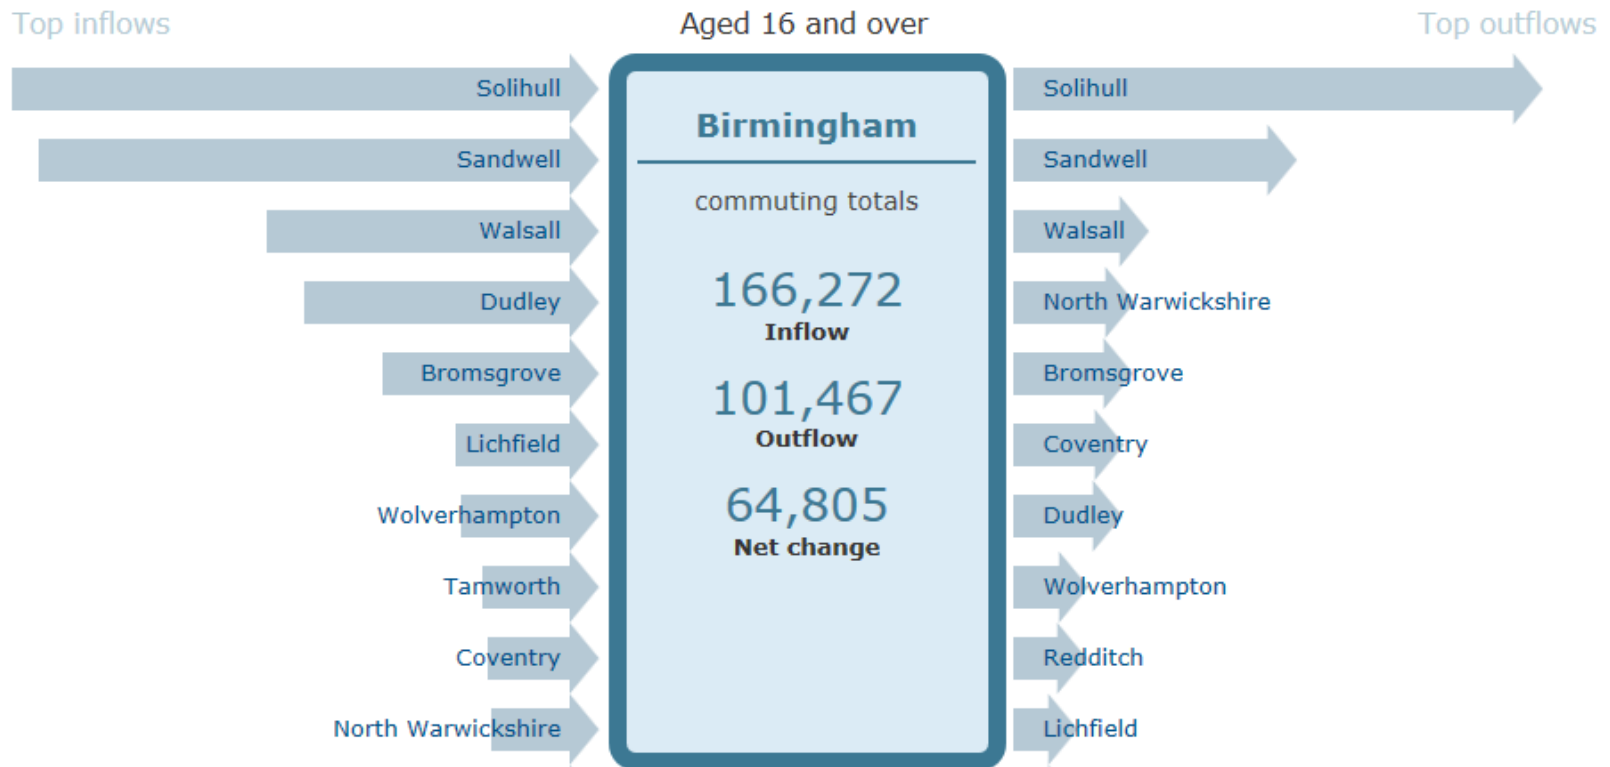 Top inflows
Aged 16 and over
Top outflows
Solihull
Sandwell
Walsall
Dudley
Bromsgrove
Lichfield
Wolverhampton
Tamworth
Coventry
North Warwickshire
Birmingham
commuting totals
166,272
Inflow
101,467
Outflow
64,805
Net change
Solihull
Sandwell
Walsall
North Warwickshire
Bromsgrove
Coventry
Dudley
Wolverhampton
Redditch
Lichfield